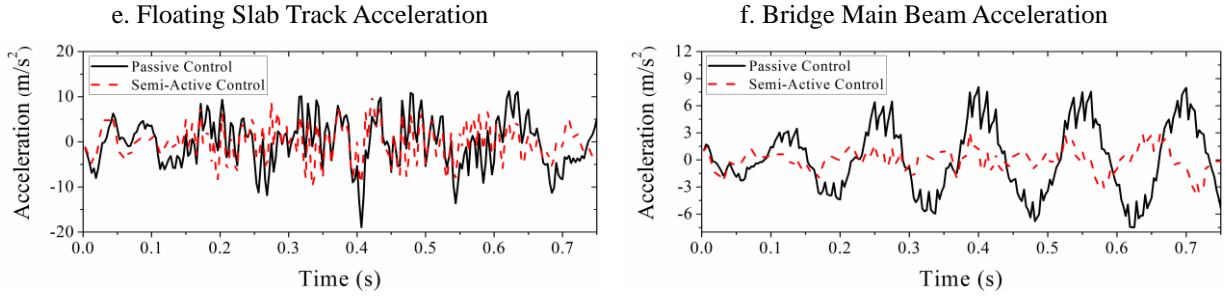 e. Floating Slab Track Acceleration
20
10
0
-10
-20
Acceleration (m/s²)
Passive Control
Semi-Active Control
0.0 0.1 0.2 0.3 0.4 0.5 0.6 0.7
Time (s)
f. Bridge Main Beam Acceleration
12
9
6
3
0
-3
-6
Acceleration (m/s²)
Passive Control
Semi-Active Control
0.0 0.1 0.2 0.3 0.4 0.5 0.6 0.7
Time (s)